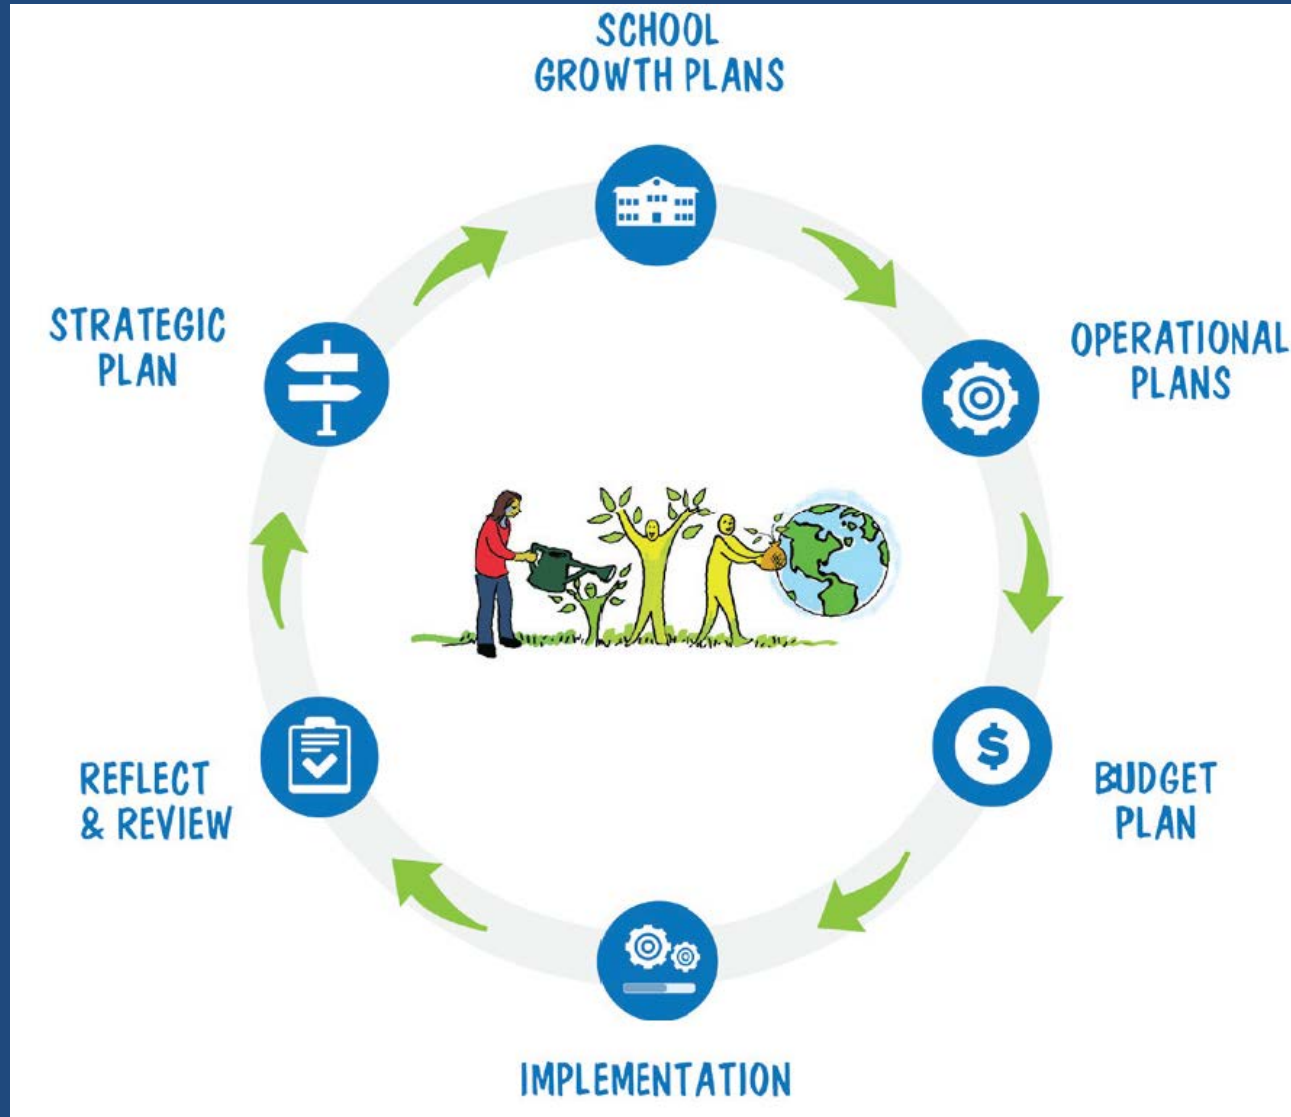 SCHOOL
GROWTH PLANS
OPERATIONAL
PLANS
BUDGET
PLAN
IMPLEMENTATION
REFLECT
& REVIEW
STRATEGIC
PLAN
$